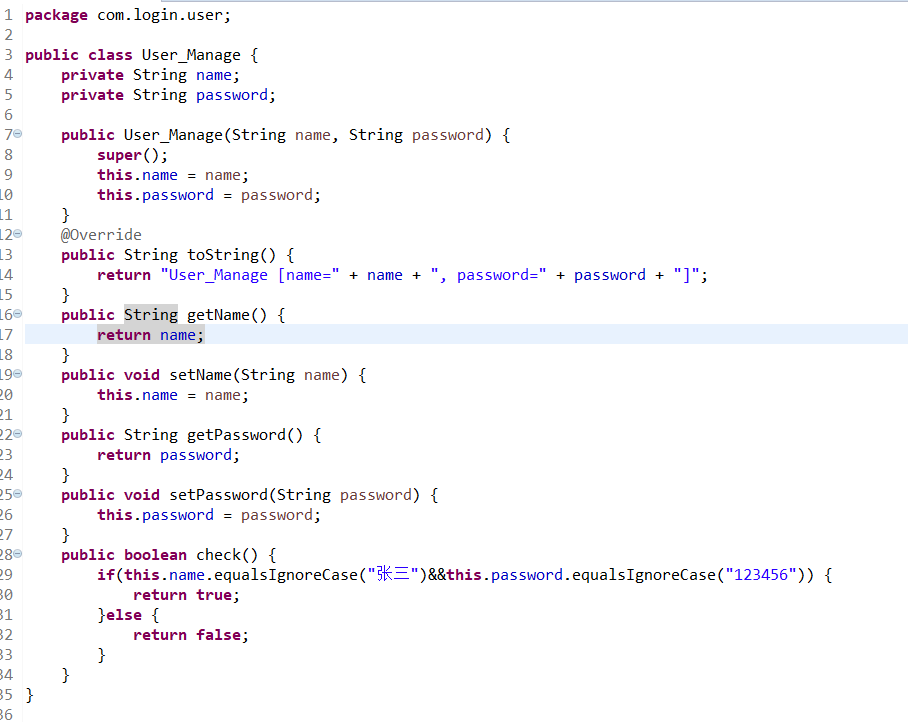 1 package com.login.user;
2
3 public class User_Manage {
4     private String name;
5     private String password;
6
7     public User_Manage(String name, String password) {
8         super();
9         this.name = name;
10         this.password = password;
11     }
12     @Override
13     public String toString() {
14         return "User_Manage [name=" + name + ", password=" + password + "]";
15     }
16     public String getName() {
17         return name;
18     }
19     public void setName(String name) {
20         this.name = name;
21     }
22     public String getPassword() {
23         return password;
24     }
25     public void setPassword(String password) {
26         this.password = password;
27     }
28     public boolean check() {
29         if(this.name.equalsIgnoreCase("张三")&&this.password.equalsIgnoreCase("123456")) {
30             return true;
31         }else {
32             return false;
33         }
34     }
35 }
36